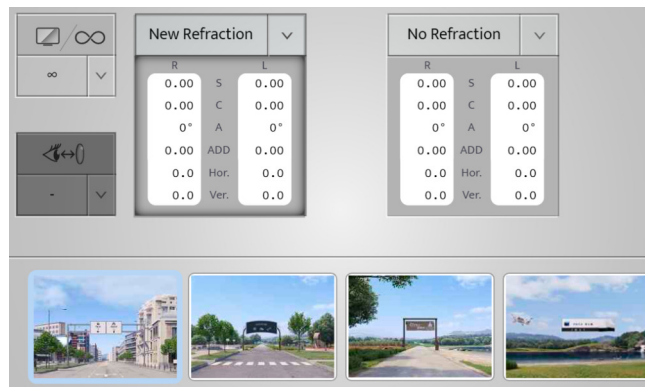 ∞
New Refraction
No Refraction
∞
R L
R L
0.00 S 0.00
0.00 S 0.00
0.00 C 0.00
0.00 C 0.00
0° A 0°
0° A 0°
0.00 ADD 0.00
0.00 ADD 0.00
0.0 Hor. 0.0
0.0 Hor. 0.0
-
0.0 Ver. 0.0
0.0 Ver. 0.0